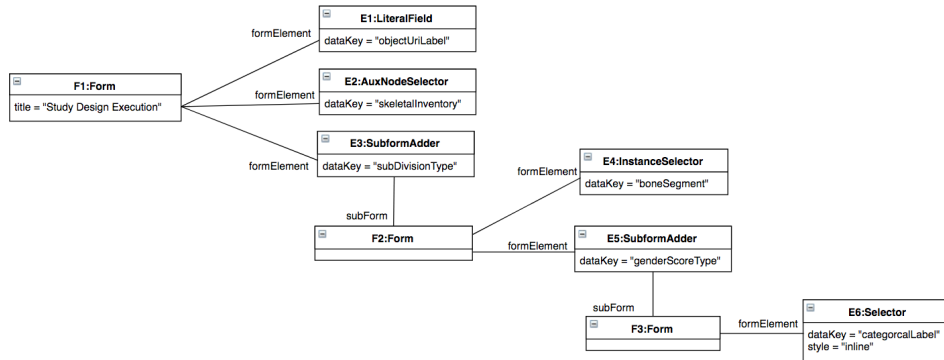 E1:LiteralField
formElement
dataKey = "objectUriLabel"
F1:Form
title = "Study Design Execution"
E2:AuxNodeSelector
formElement
dataKey = "skeletalInventory"
E3:SubformAdder
formElement
dataKey = "subDivisionType"
E4:InstanceSelector
formElement
dataKey = "boneSegment"
subForm
F2:Form
formElement
E5:SubformAdder
dataKey = "genderScoreType"
subForm
F3:Form
formElement
E6:Selector
dataKey = "categorcalLabel"
style = "inline"